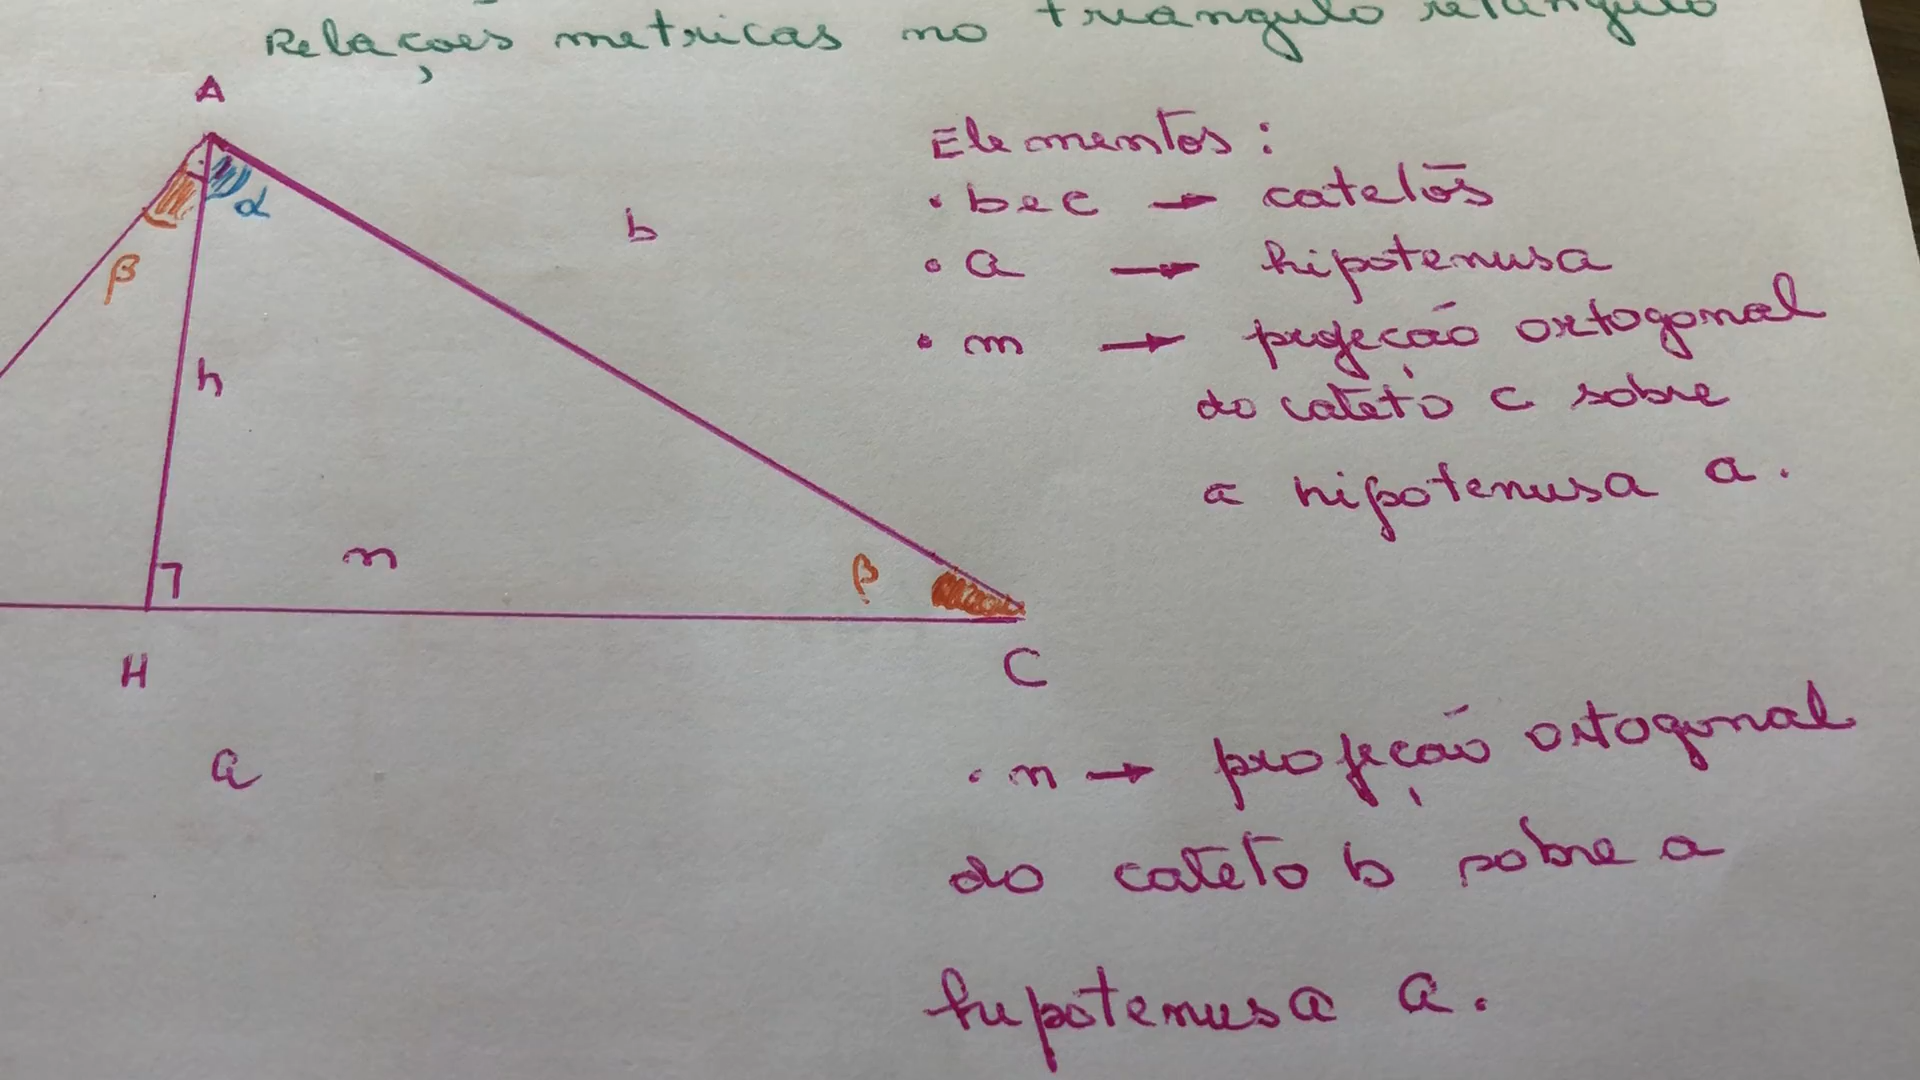 Relações metricas no triângulo retângulo
A
Elementos:
• b e c → catetos
α
b
• a → hipotenusa
β
• m → projeção ortogonal
h
do cateto c sobre
a hipotenusa a.
n
β
H
C
• n → projeção ortogonal
a
do cateto b sobre a
hipotenusa a.